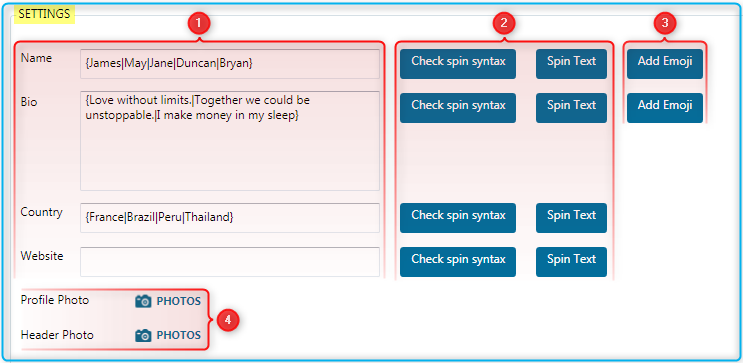 SETTINGS
1
2
3
Name
{James|May|Jane|Duncan|Bryan}
Check spin syntax
Spin Text
Add Emoji
Bio
{Love without limits.|Together we could be
unstoppable.|I make money in my sleep}
Check spin syntax
Spin Text
Add Emoji
Country
{France|Brazil|Peru|Thailand}
Check spin syntax
Spin Text
Website
Check spin syntax
Spin Text
Profile Photo
PHOTOS
4
Header Photo
PHOTOS